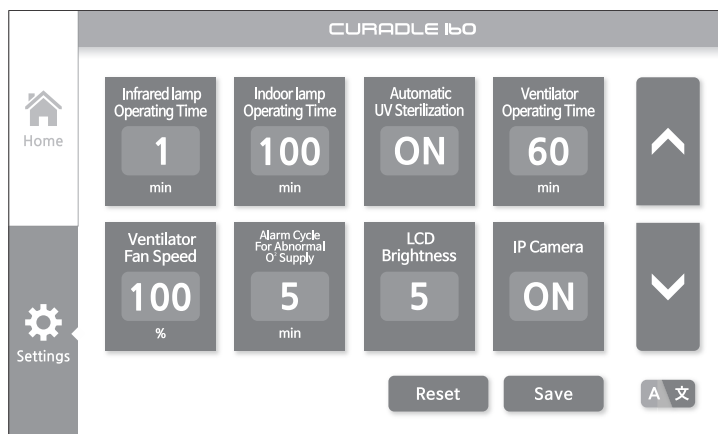 CURADLE 160
Home
Infrared lamp
Operating Time
1
min
Indoor lamp
Operating Time
100
min
Automatic
UV Sterilization
ON
Ventilator
Operating Time
60
min
Settings
Ventilator
Fan Speed
100
%
Alarm Cycle
For Abnormal
O² Supply
5
min
LCD
Brightness
5
IP Camera
ON
Reset
Save
A 文